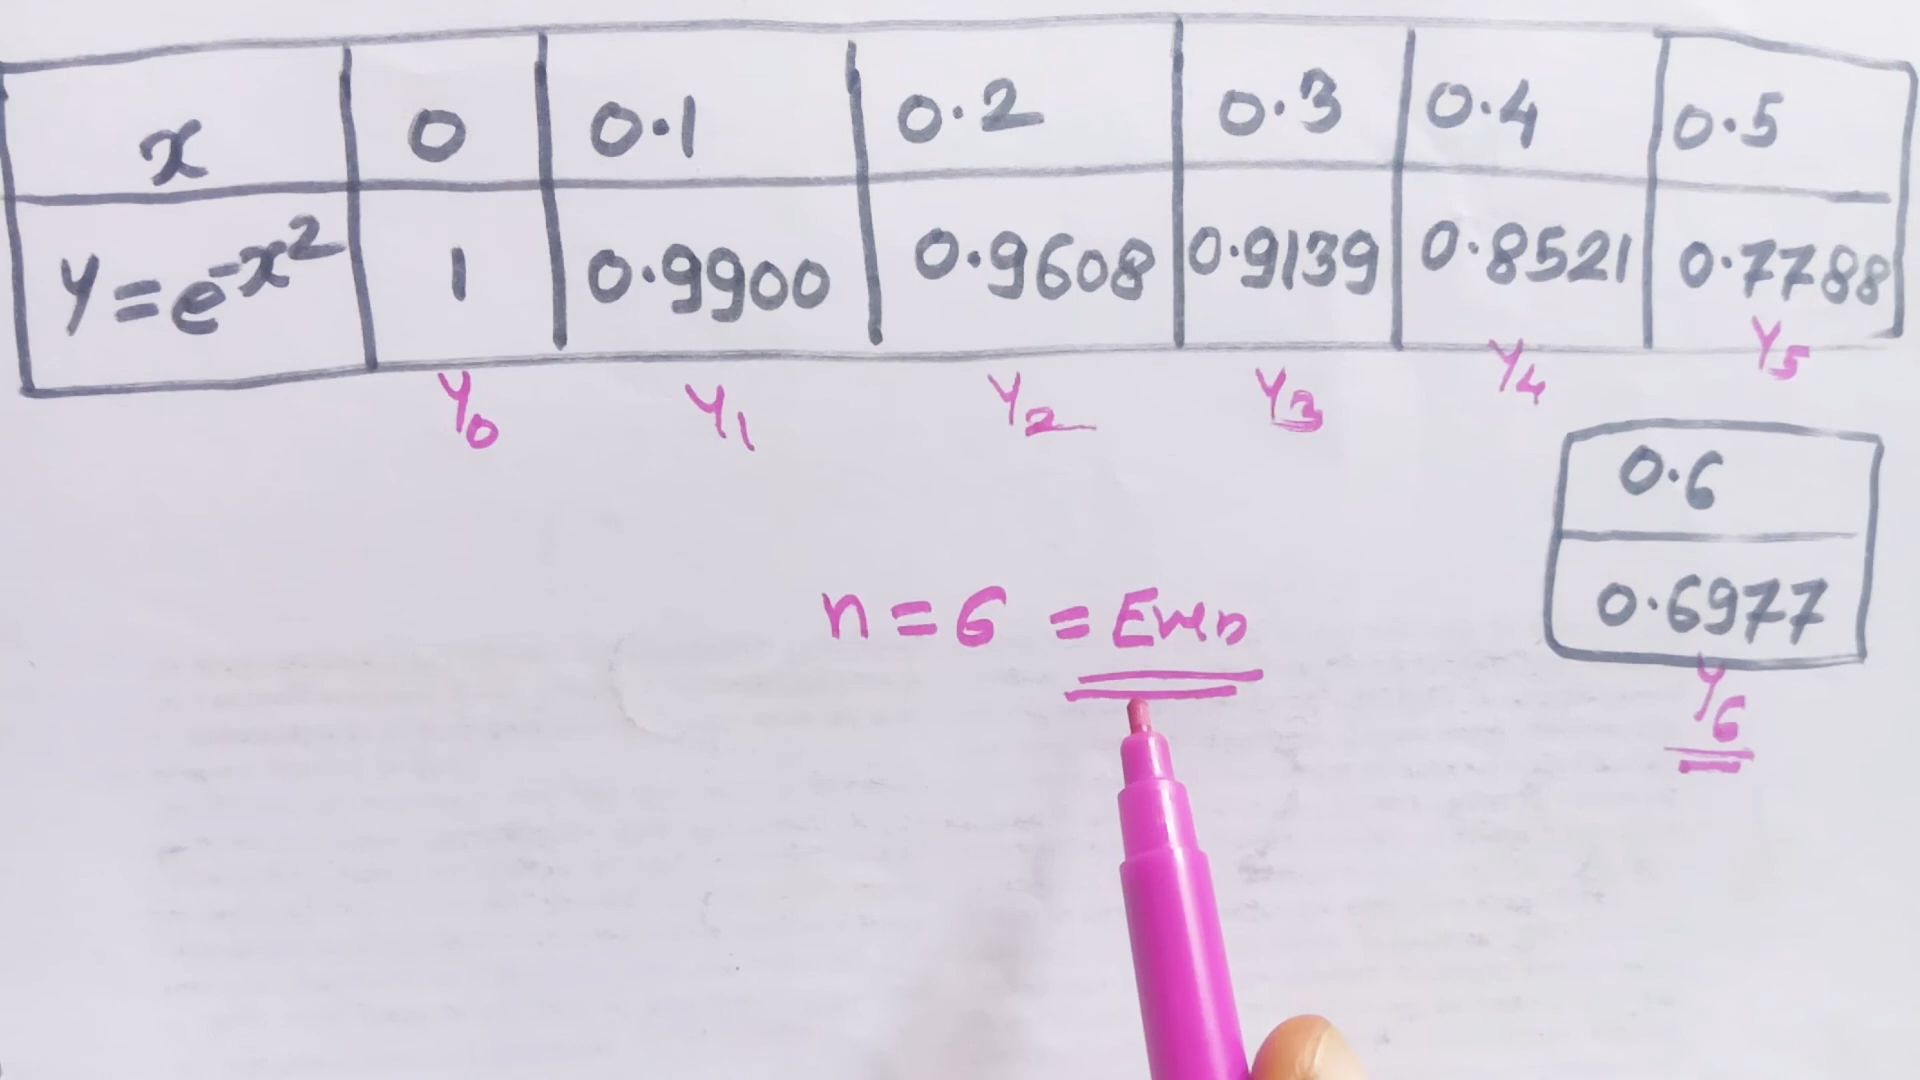 x 0 0.1 0.2 0.3 0.4 0.5
y=e^-x² 1 0.9900 0.9608 0.9139 0.8521 0.7788
y₀ y₁ y₂ y₃ y₄ y₅
0.6
0.6977
y₆
n = 6 = Even